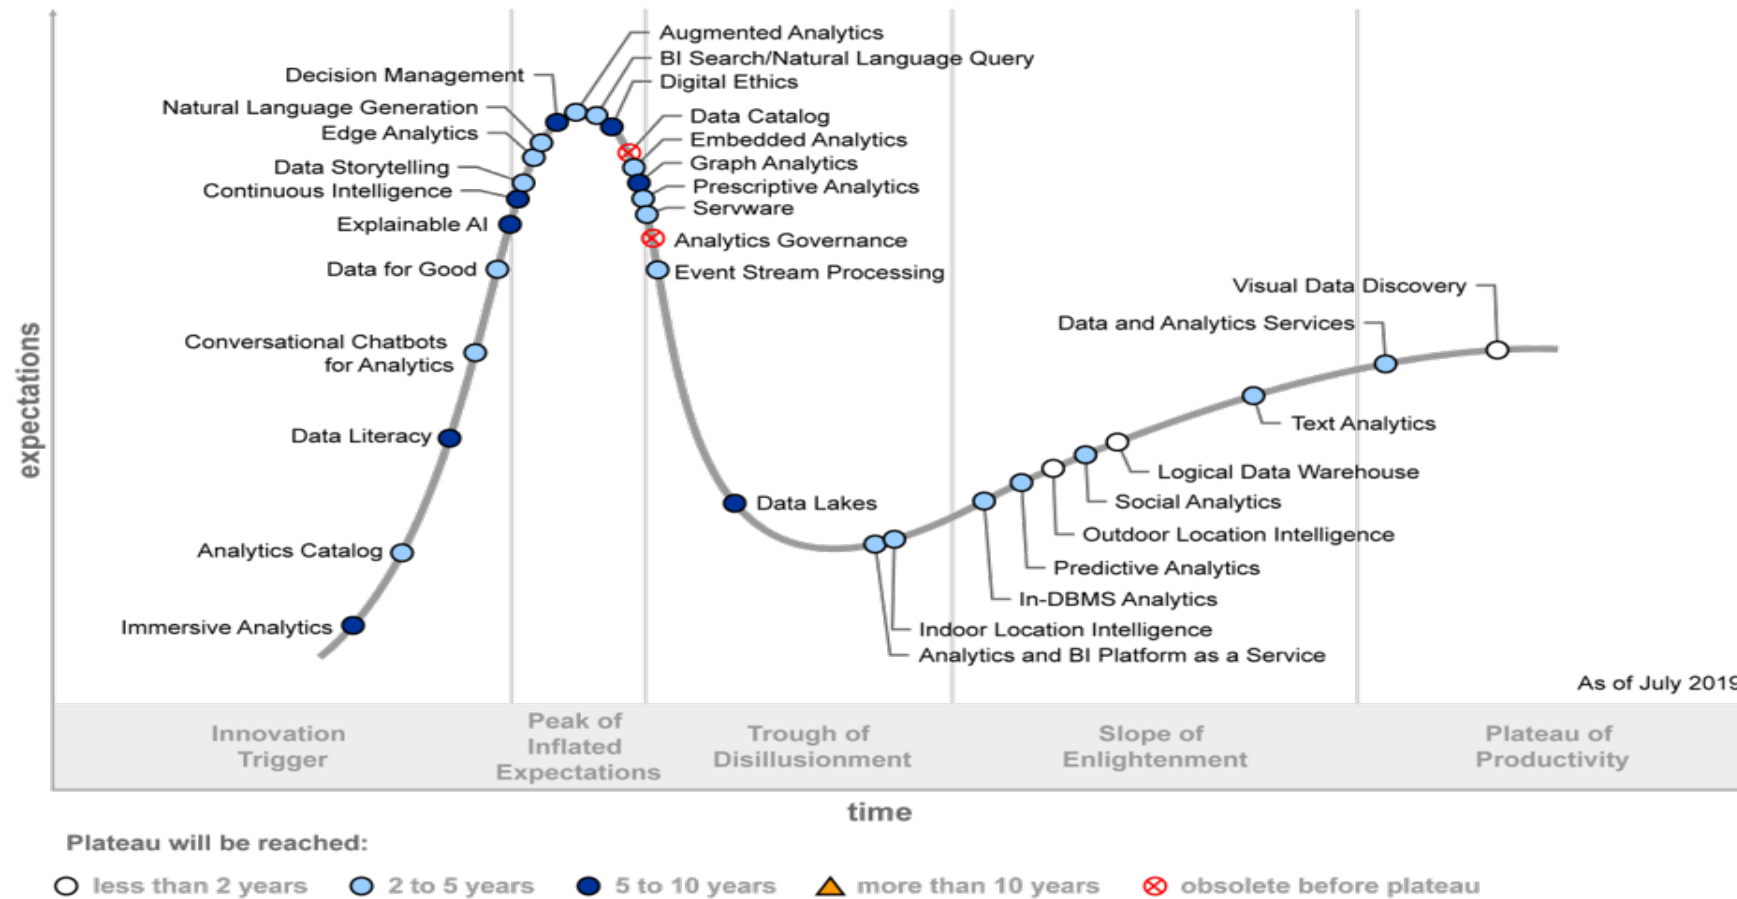 Augmented Analytics
BI Search/Natural Language Query
Decision Management
Digital Ethics
Natural Language Generation
Data Catalog
Edge Analytics
Embedded Analytics
Data Storytelling
Graph Analytics
Continuous Intelligence
Prescriptive Analytics
Servware
Explainable AI
Analytics Governance
Data for Good
Event Stream Processing
Visual Data Discovery
Data and Analytics Services
Conversational Chatbots
for Analytics
expectations
Text Analytics
Data Literacy
Logical Data Warehouse
Data Lakes
Social Analytics
Outdoor Location Intelligence
Analytics Catalog
Predictive Analytics
In-DBMS Analytics
Immersive Analytics
Indoor Location Intelligence
Analytics and BI Platform as a Service
As of July 2019
Innovation
Trigger
Peak of
Inflated
Expectations
Trough of
Disillusionment
Slope of
Enlightenment
Plateau of
Productivity
time
Plateau will be reached:
less than 2 years
2 to 5 years
5 to 10 years
more than 10 years
obsolete before plateau